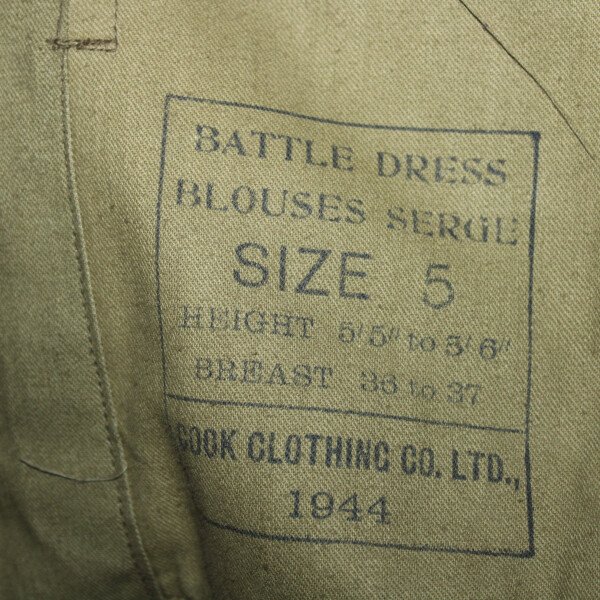 BATTLE DRESS
BLOUSES SERGE
SIZE 5
HEIGHT 5'5" to 5'6"
BREAST 36 to 37
COOK CLOTHING CO. LTD.,
1944